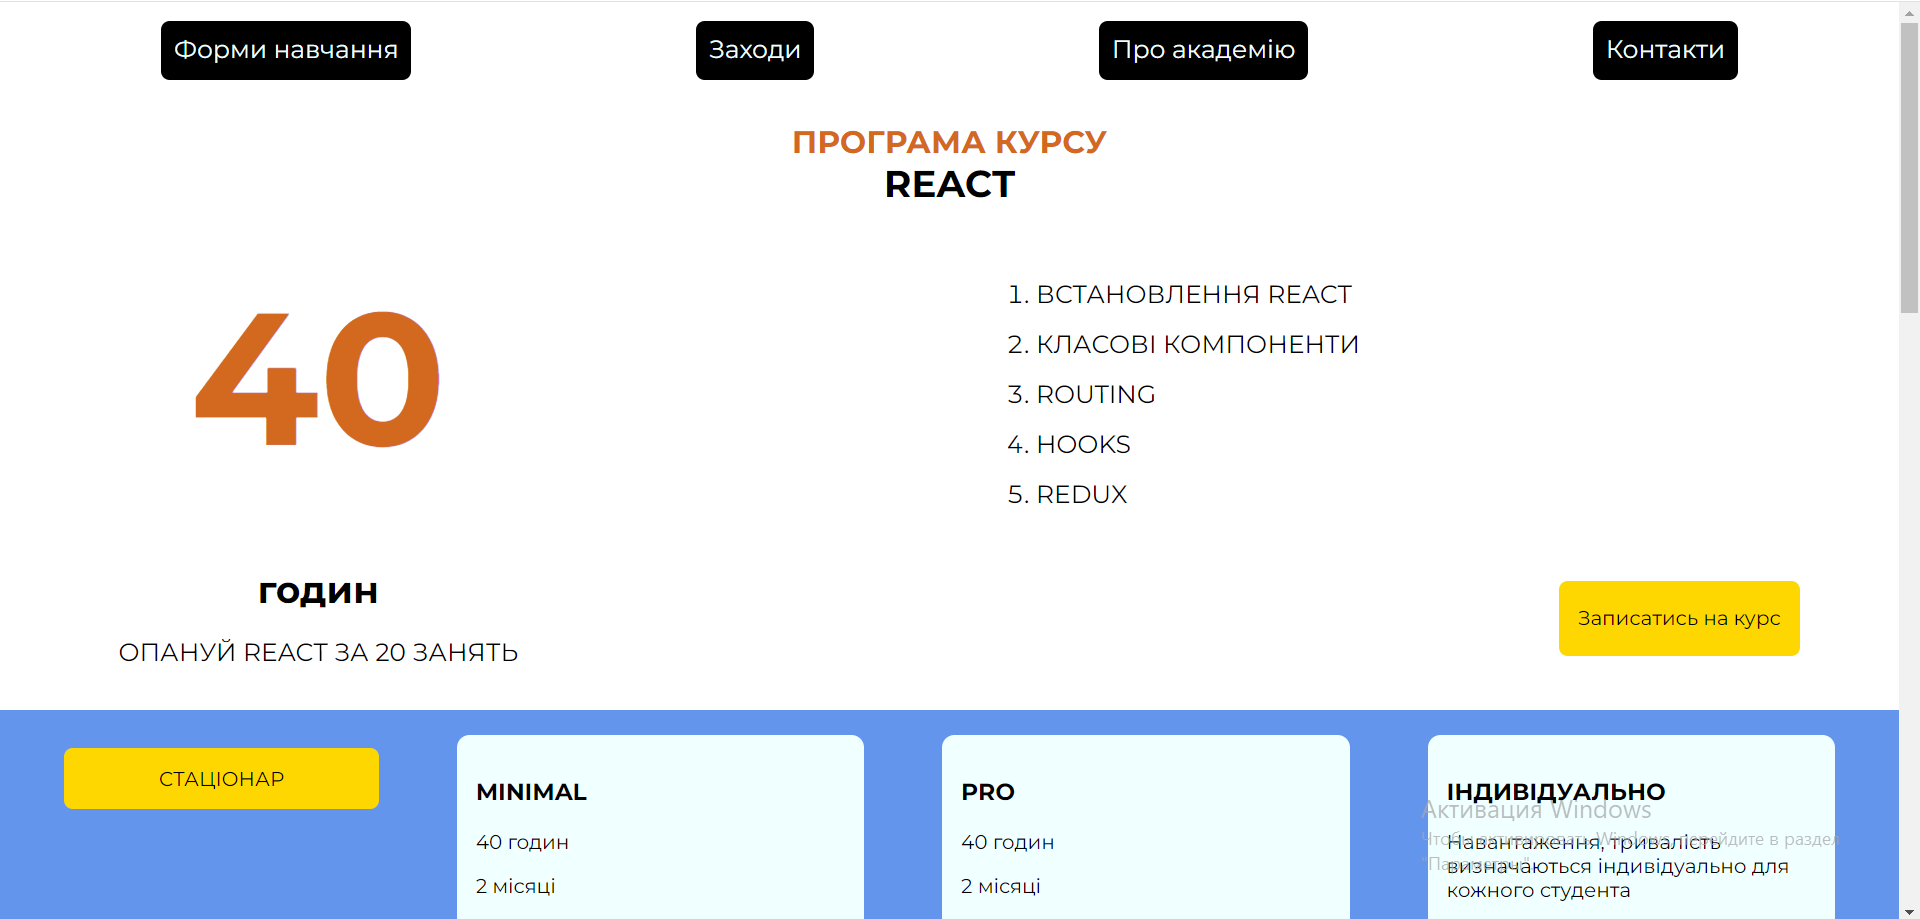 Форми навчання
Заходи
Про академію
Контакти
ПРОГРАМА КУРСУ
REACT
40
годин
ОПАНУЙ REACT ЗА 20 ЗАНЯТЬ
1. ВСТАНОВЛЕННЯ REACT
2. КЛАСОВІ КОМПОНЕНТИ
3. ROUTING
4. HOOKS
5. REDUX
Записатись на курс
СТАЦІОНАР
MINIMAL
40 годин
2 місяці
PRO
40 годин
2 місяці
ІНДИВІДУАЛЬНО
Навантаження, тривалість
визначаються індивідуально для
кожного студента
Активация Windows
Чтобы активировать Windows, перейдите в раздел
"Параметры".